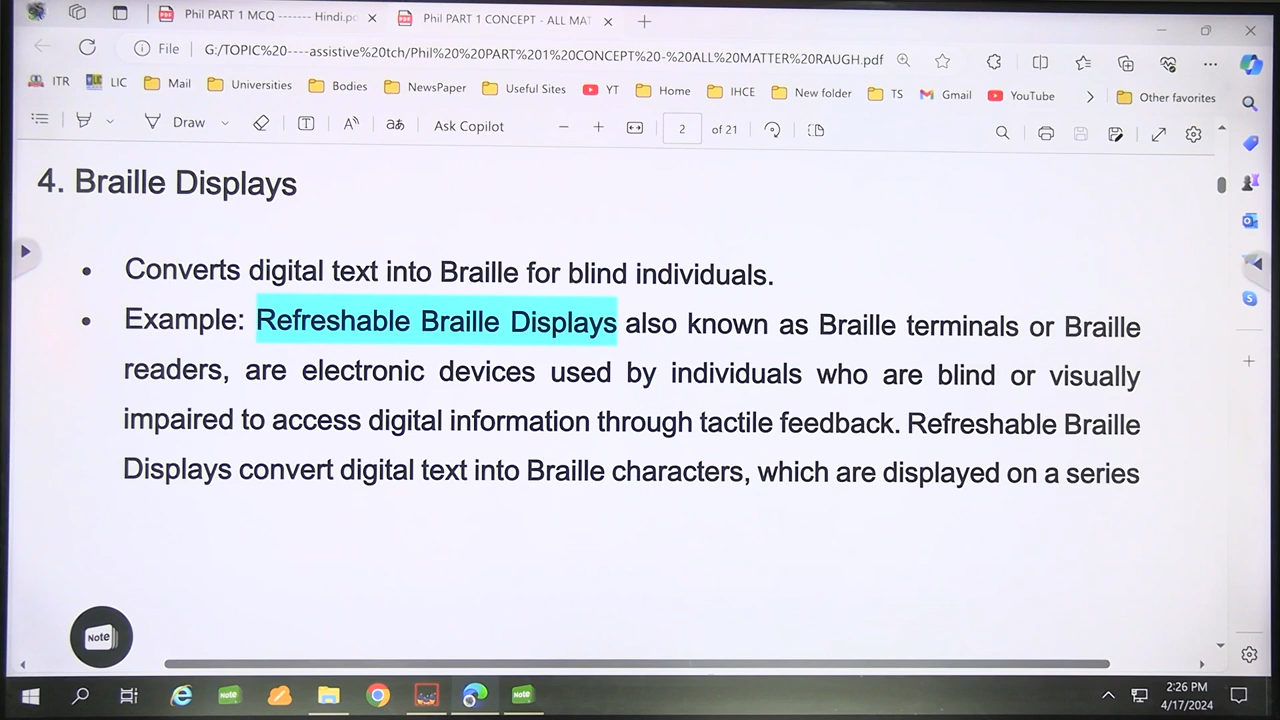 Phil PART 1 MCQ ------- Hindi.pc
Phil PART 1 CONCEPT - ALL MAT
File
G:/TOPIC%20----assistive%20tch/Phil%20%20PART%201%20CONCEPT%20-%20ALL%20MATTER%20RAUGH.pdf
ITR LIC Mail Universities Bodies NewsPaper Useful Sites YT Home IHCE New folder TS Gmail YouTube Other favorites
Draw Ask Copilot 2 of 21
4. Braille Displays
• Converts digital text into Braille for blind individuals.
• Example: Refreshable Braille Displays also known as Braille terminals or Braille
readers, are electronic devices used by individuals who are blind or visually
impaired to access digital information through tactile feedback. Refreshable Braille
Displays convert digital text into Braille characters, which are displayed on a series
Note
Note Note
2:26 PM
4/17/2024